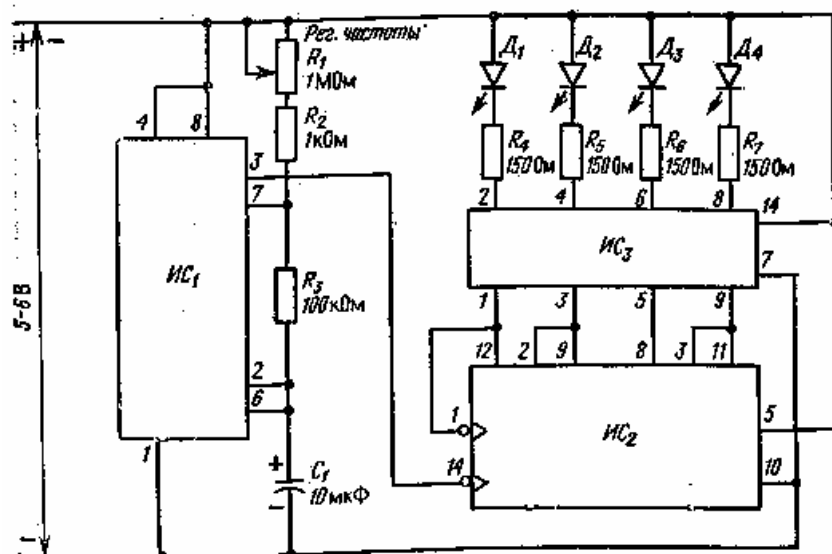 Рег. частоты
R₁
1МОм
R₂
1кОм
4
8
3
7
ИС₁
R₃
100кОм
2
6
1
C₁
10мкФ
+
−
5-6В
Д₁
Д₂
Д₃
Д₄
R₄
150Ом
R₅
150Ом
R₆
150Ом
R₇
150Ом
2
4
6
8
14
ИС₃
7
1
3
5
9
12
2
9
8
3
11
1
ИС₂
5
14
10